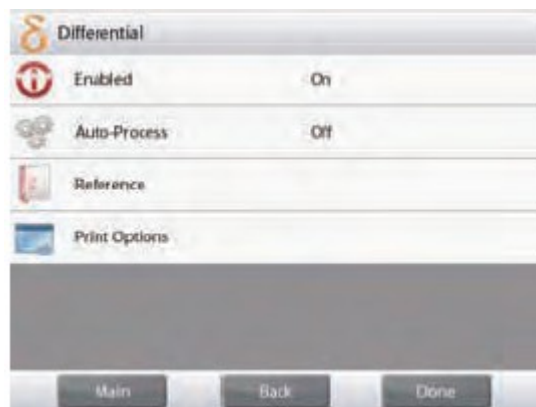 Differential
Enabled On
Auto-Process Off
Reference
Print Options
Main Back Done